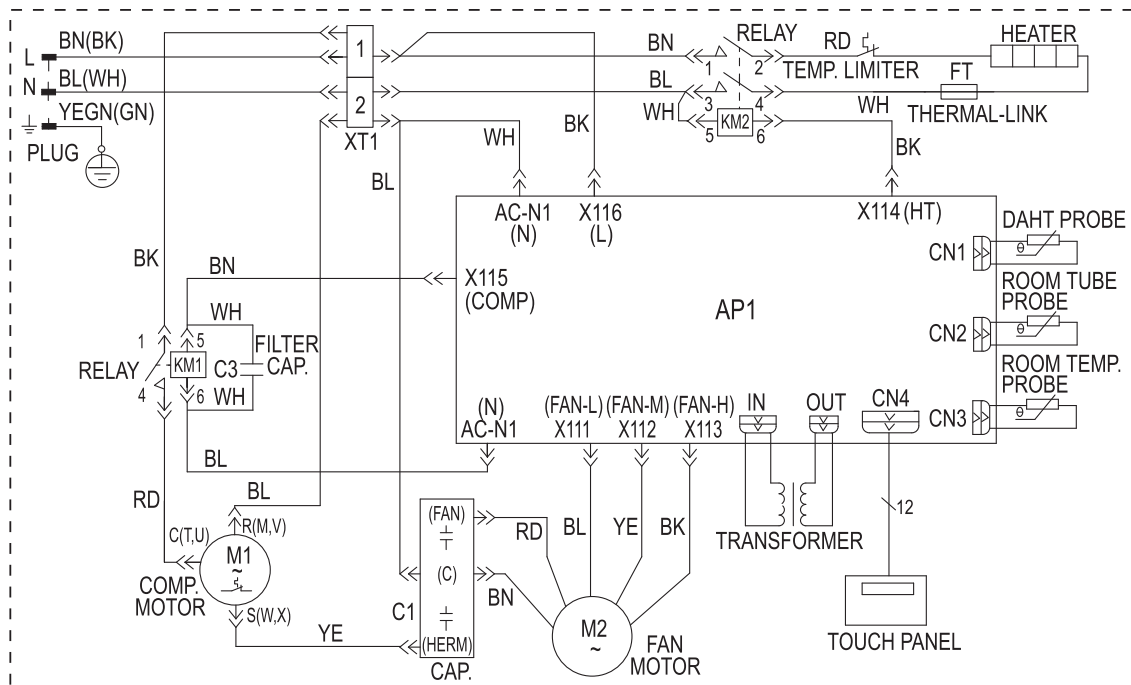 L
BN(BK)
N
BL(WH)
YEGN(GN)
PLUG
1
2
XT1
BN
RELAY
1
2
RD
TEMP. LIMITER
HEATER
BL
3
4
FT
THERMAL-LINK
WH
5
KM2
6
WH
BK
WH
BK
BL
AC-N1
(N)
X116
(L)
X114 (HT)
CN1
DAHT PROBE
θ
CN2
ROOM TUBE
PROBE
θ
CN3
ROOM TEMP.
PROBE
θ
AP1
X115
(COMP)
BK
BN
WH
1
5
RELAY
KM1
C3
FILTER
CAP.
4
6
WH
BL
(N)
AC-N1
(FAN-L)
X111
(FAN-M)
X112
(FAN-H)
X113
IN
OUT
CN4
TRANSFORMER
12
TOUCH PANEL
RD
BL
C(T,U)
R(M,V)
M1
~
COMP.
MOTOR
S(W,X)
YE
(FAN)
(C)
C1
(HERM)
CAP.
RD
BN
BL
YE
BK
M2
~
FAN
MOTOR